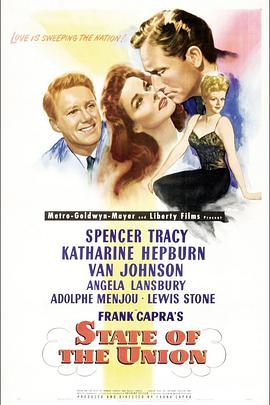 LOVE IS SWEEPING THE NATION!
Metro-Goldwyn-Mayer and Liberty Films Present
SPENCER TRACY
KATHARINE HEPBURN
VAN JOHNSON
ANGELA LANSBURY
ADOLPHE MENJOU · LEWIS STONE
FRANK CAPRA'S
STATE OF
THE UNION
PRODUCED AND DIRECTED BY FRANK CAPRA